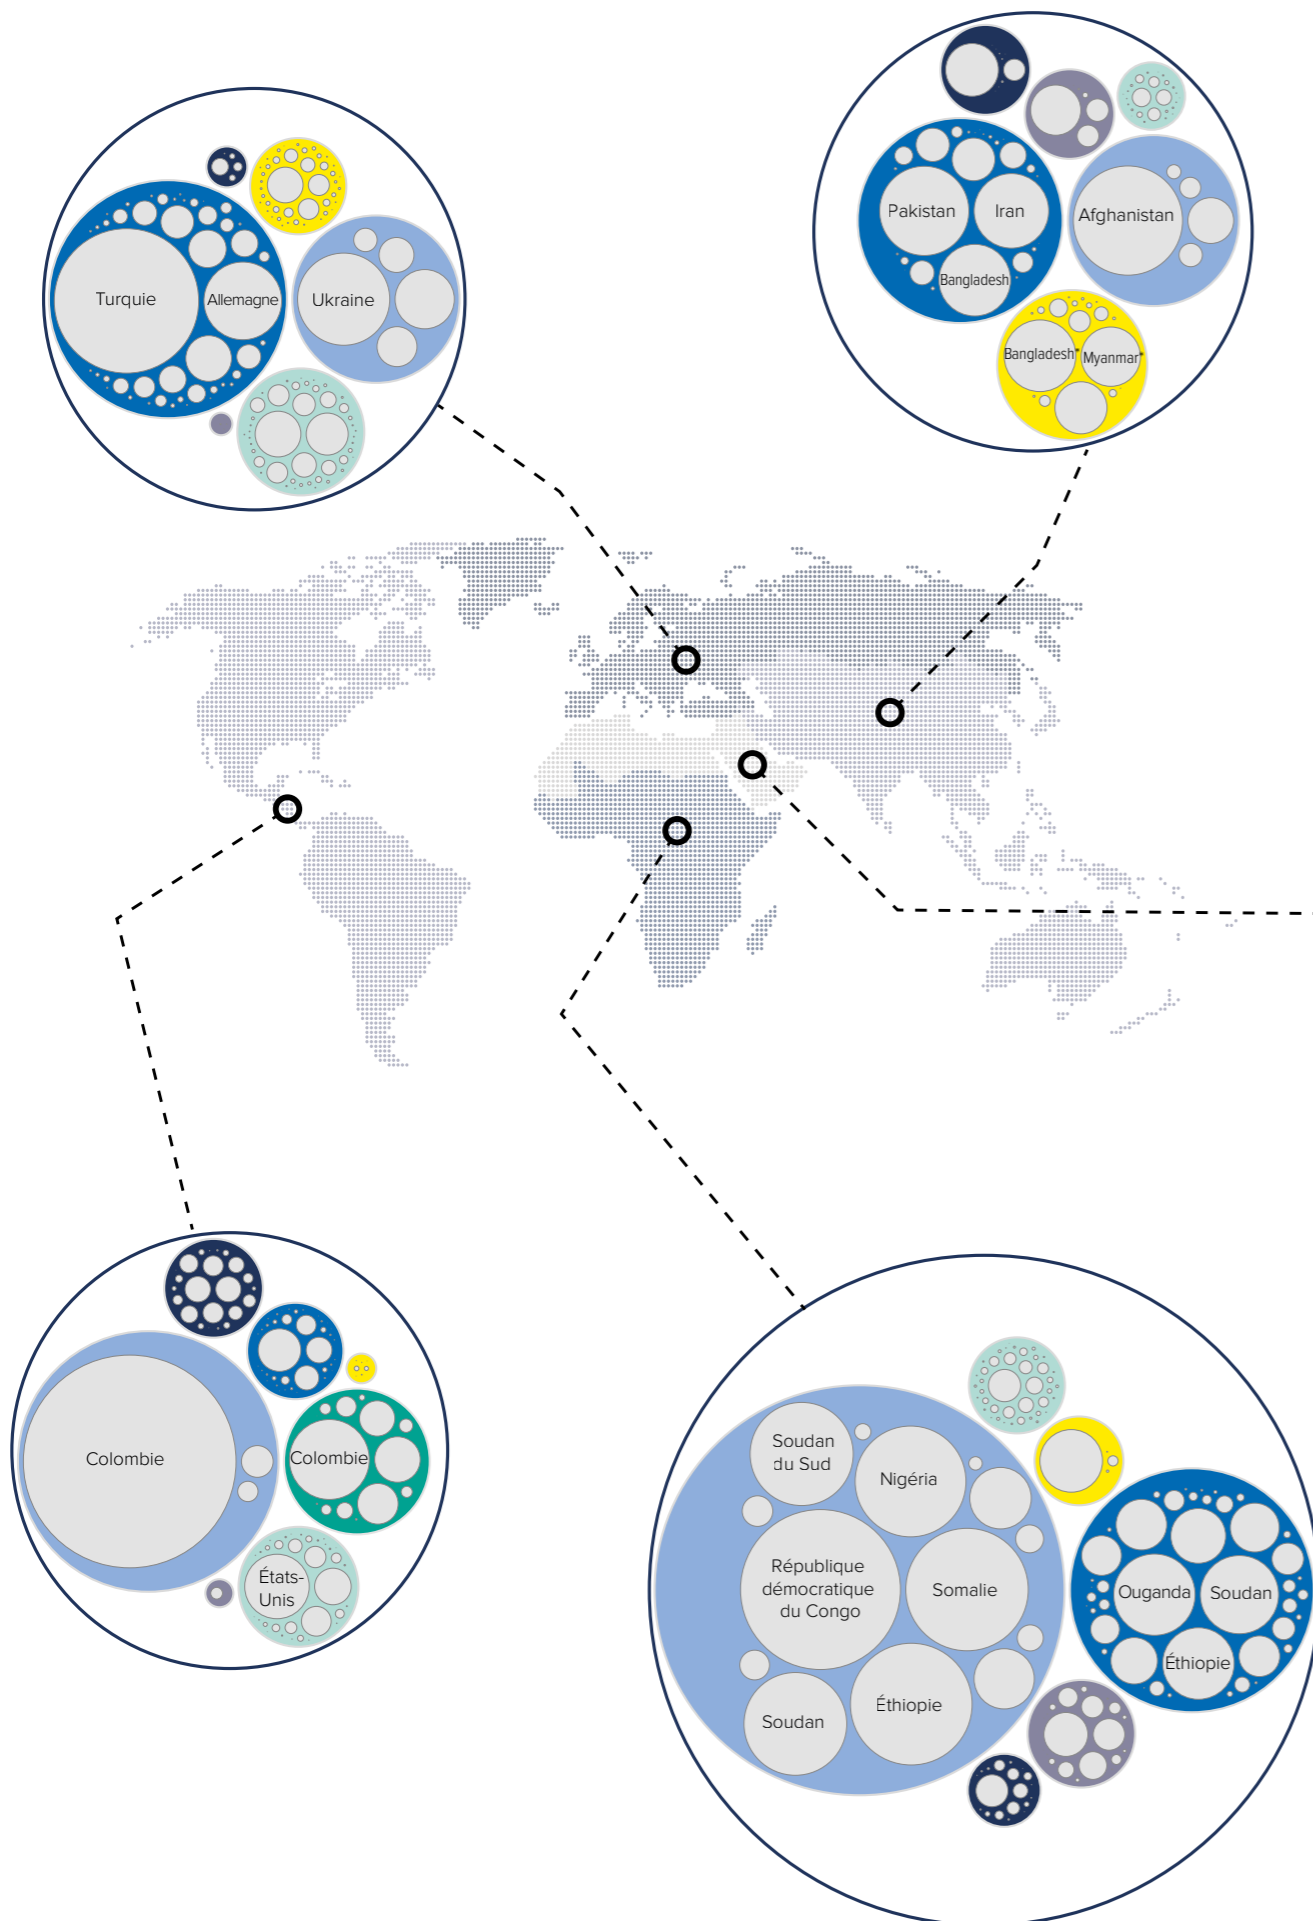 Turquie
Allemagne
Ukraine
Pakistan
Iran
Bangladesh
Afghanistan
Bangladesh*
Myanmar*
Colombie
Colombie
États-
Unis
Soudan
du Sud
Nigéria
République
démocratique
du Congo
Somalie
Soudan
Éthiopie
Ouganda
Soudan
Éthiopie